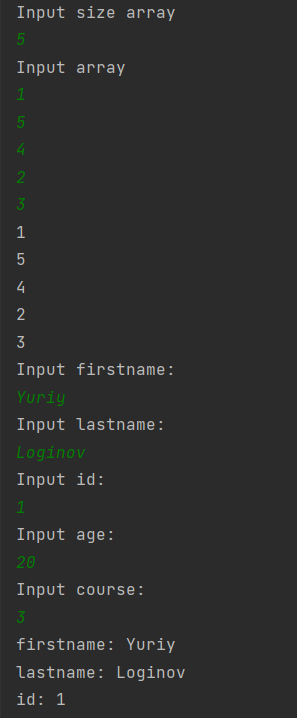 Input size array
5
Input array
1
5
4
2
3
1
5
4
2
3
Input firstname:
Yuriy
Input lastname:
Loginov
Input id:
1
Input age:
20
Input course:
3
firstname: Yuriy
lastname: Loginov
id: 1